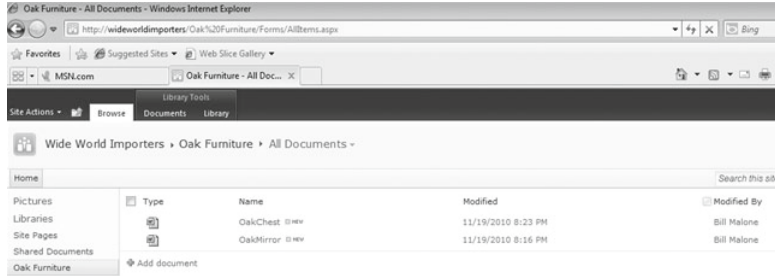 Oak Furniture - All Documents - Windows Internet Explorer
http://wideworldimporters/Oak%20Furniture/Forms/AllItems.aspx Bing
Favorites Suggested Sites Web Slice Gallery
MSN.com Oak Furniture - All Doc... X
Library Tools
Site Actions Browse Documents Library
Wide World Importers Oak Furniture All Documents
Home Search this sit
Pictures Type Name Modified Modified By
Libraries OakChest NEW 11/19/2010 8:23 PM Bill Malone
Site Pages OakMirror NEW 11/19/2010 8:16 PM Bill Malone
Shared Documents
Oak Furniture Add document